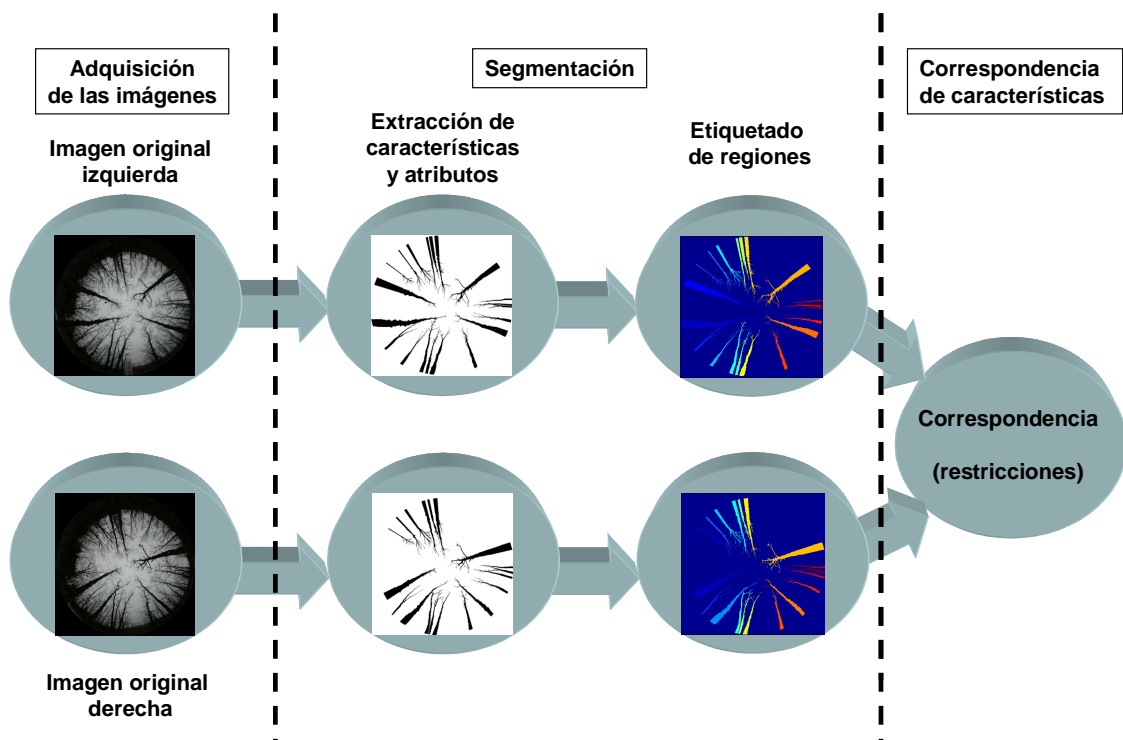 Adquisición
de las imágenes
Segmentación
Correspondencia
de características
Imagen original
izquierda
Extracción de
características
y atributos
Etiquetado
de regiones
Correspondencia
(restricciones)
Imagen original
derecha